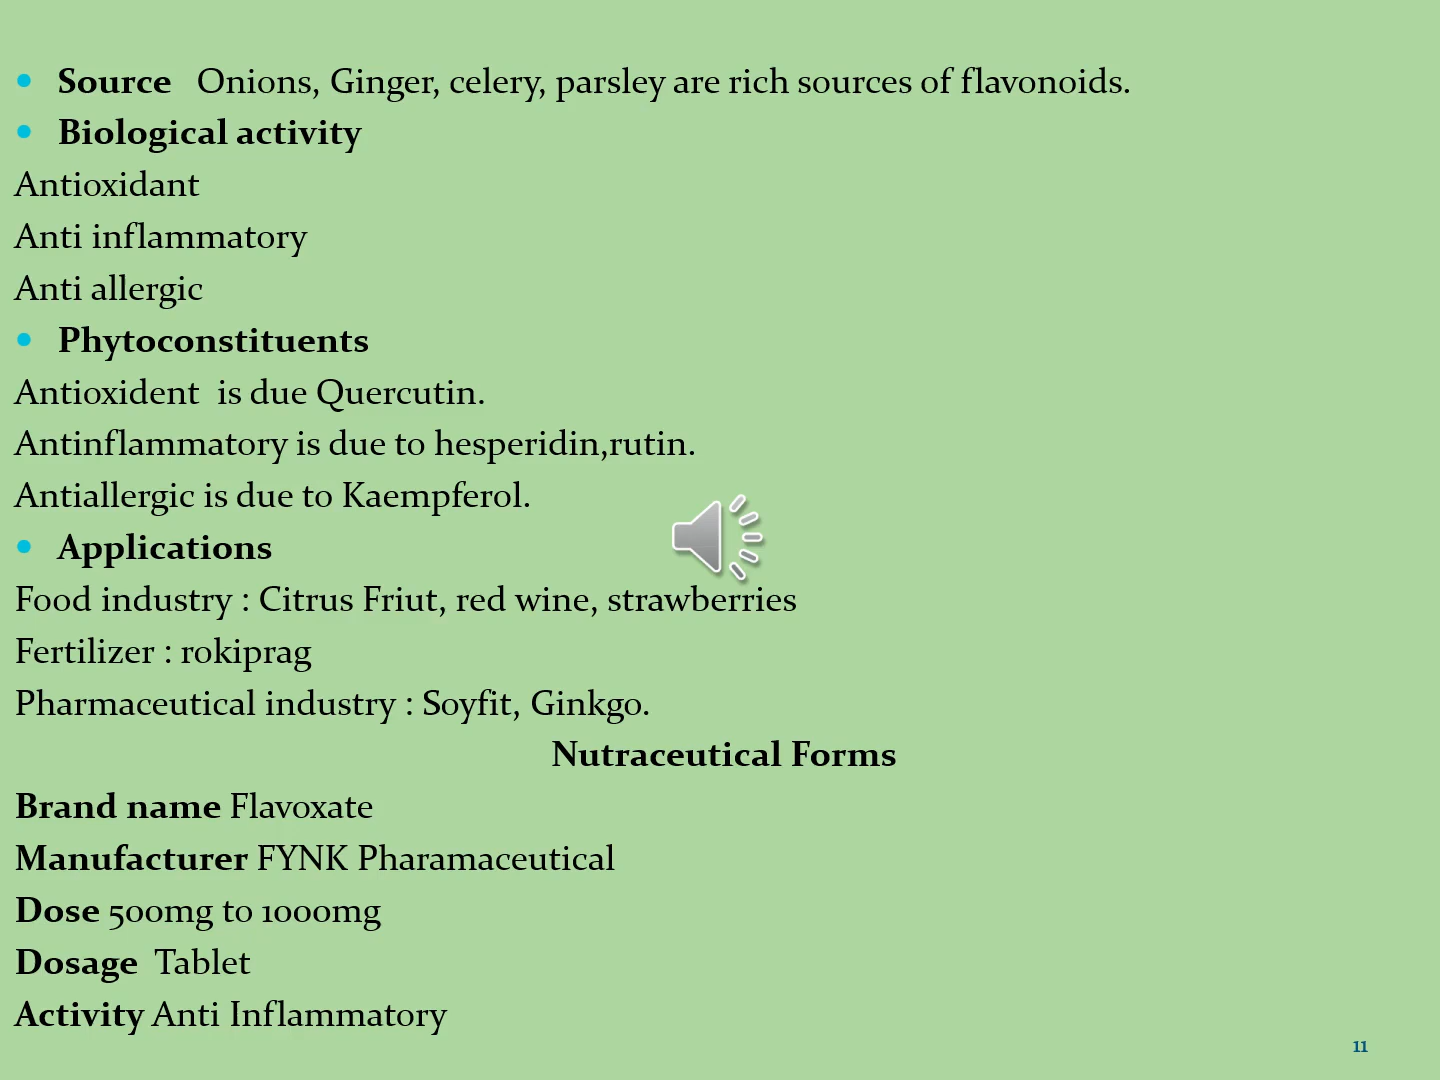 Source Onions, Ginger, celery, parsley are rich sources of flavonoids.
Biological activity
Antioxidant
Anti inflammatory
Anti allergic
Phytoconstituents
Antioxident is due Quercutin.
Antinflammatory is due to hesperidin,rutin.
Antiallergic is due to Kaempferol.
Applications
Food industry : Citrus Friut, red wine, strawberries
Fertilizer : rokiprag
Pharmaceutical industry : Soyfit, Ginkgo.
Nutraceutical Forms
Brand name Flavoxate
Manufacturer FYNK Pharamaceutical
Dose 500mg to 1000mg
Dosage Tablet
Activity Anti Inflammatory
11